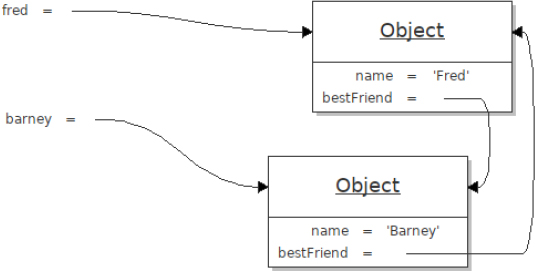 fred =
Object
name = 'Fred'
bestFriend =
barney =
Object
name = 'Barney'
bestFriend =